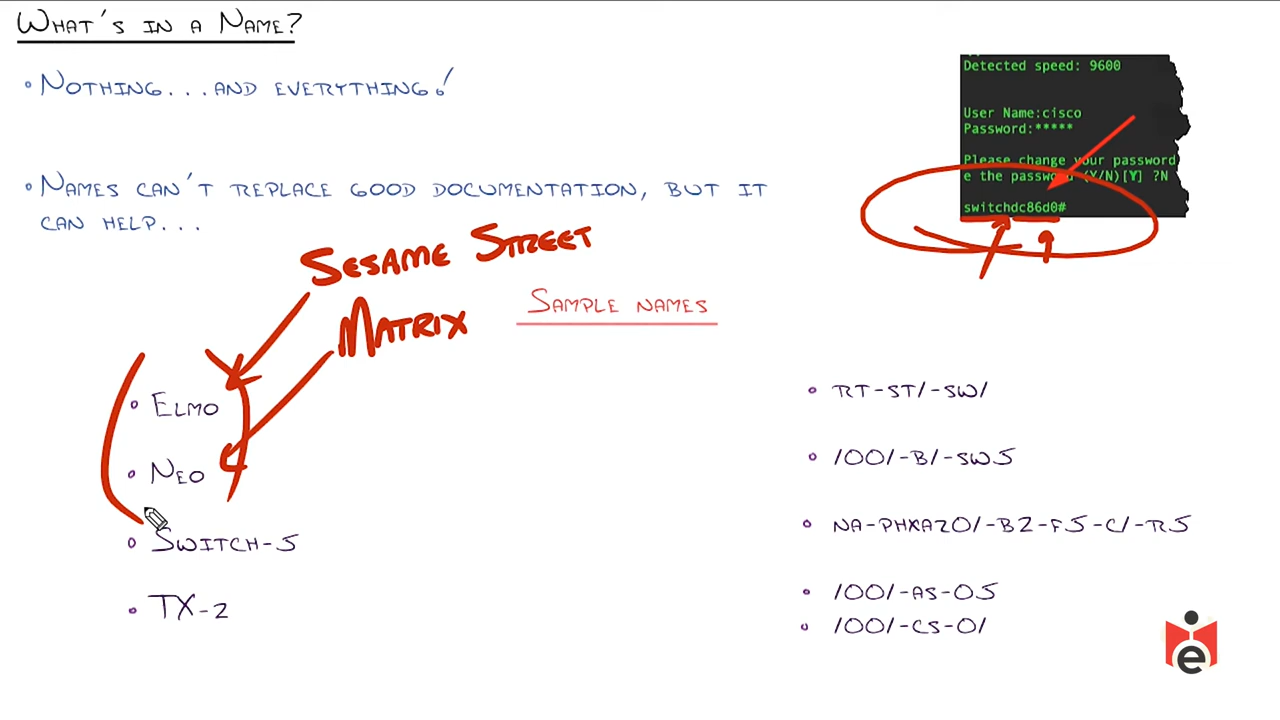 What's in a Name?
Nothing...and everything!
Names can't replace good documentation, but it
can help...
Detected speed: 9600
User Name:cisco
Password:*****
Please change your password
e the password (Y/N)[Y] ?N
switchdc86d0#
Sesame Street
Matrix
Sample names
Elmo
Neo
Switch-5
TX-2
RT-ST1-SW1
1001-B1-SW5
NA-PHXAZ01-B2-F5-C1-R5
1001-AS-05
1001-CS-01
e